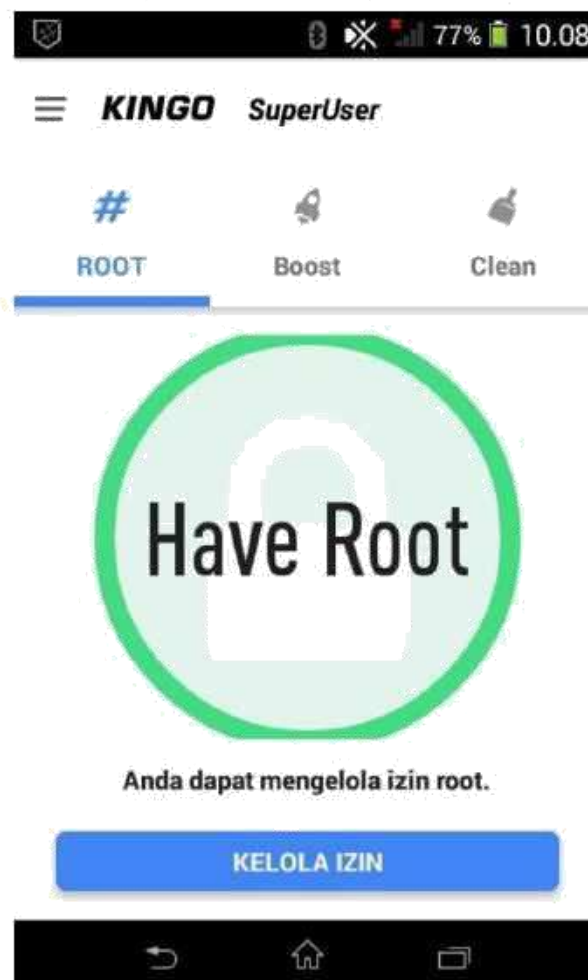 77% 10.08
KINGO SuperUser
# ROOT Boost Clean
Have Root
Anda dapat mengelola izin root.
KELOLA IZIN